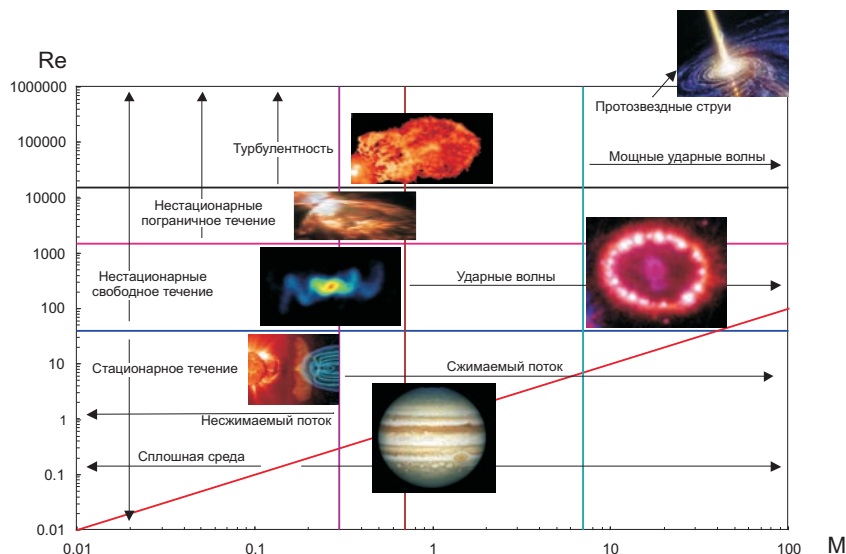 Re
1000000
Протозвездные струи
100000
Турбулентность
Мощные ударные волны
10000
Нестационарные
пограничное течение
1000
Нестационарные
свободное течение
Ударные волны
100
10
Стационарное течение
Сжимаемый поток
1
Несжимаемый поток
Сплошная среда
0.1
0.01
0.01
0.1
1
10
100
M